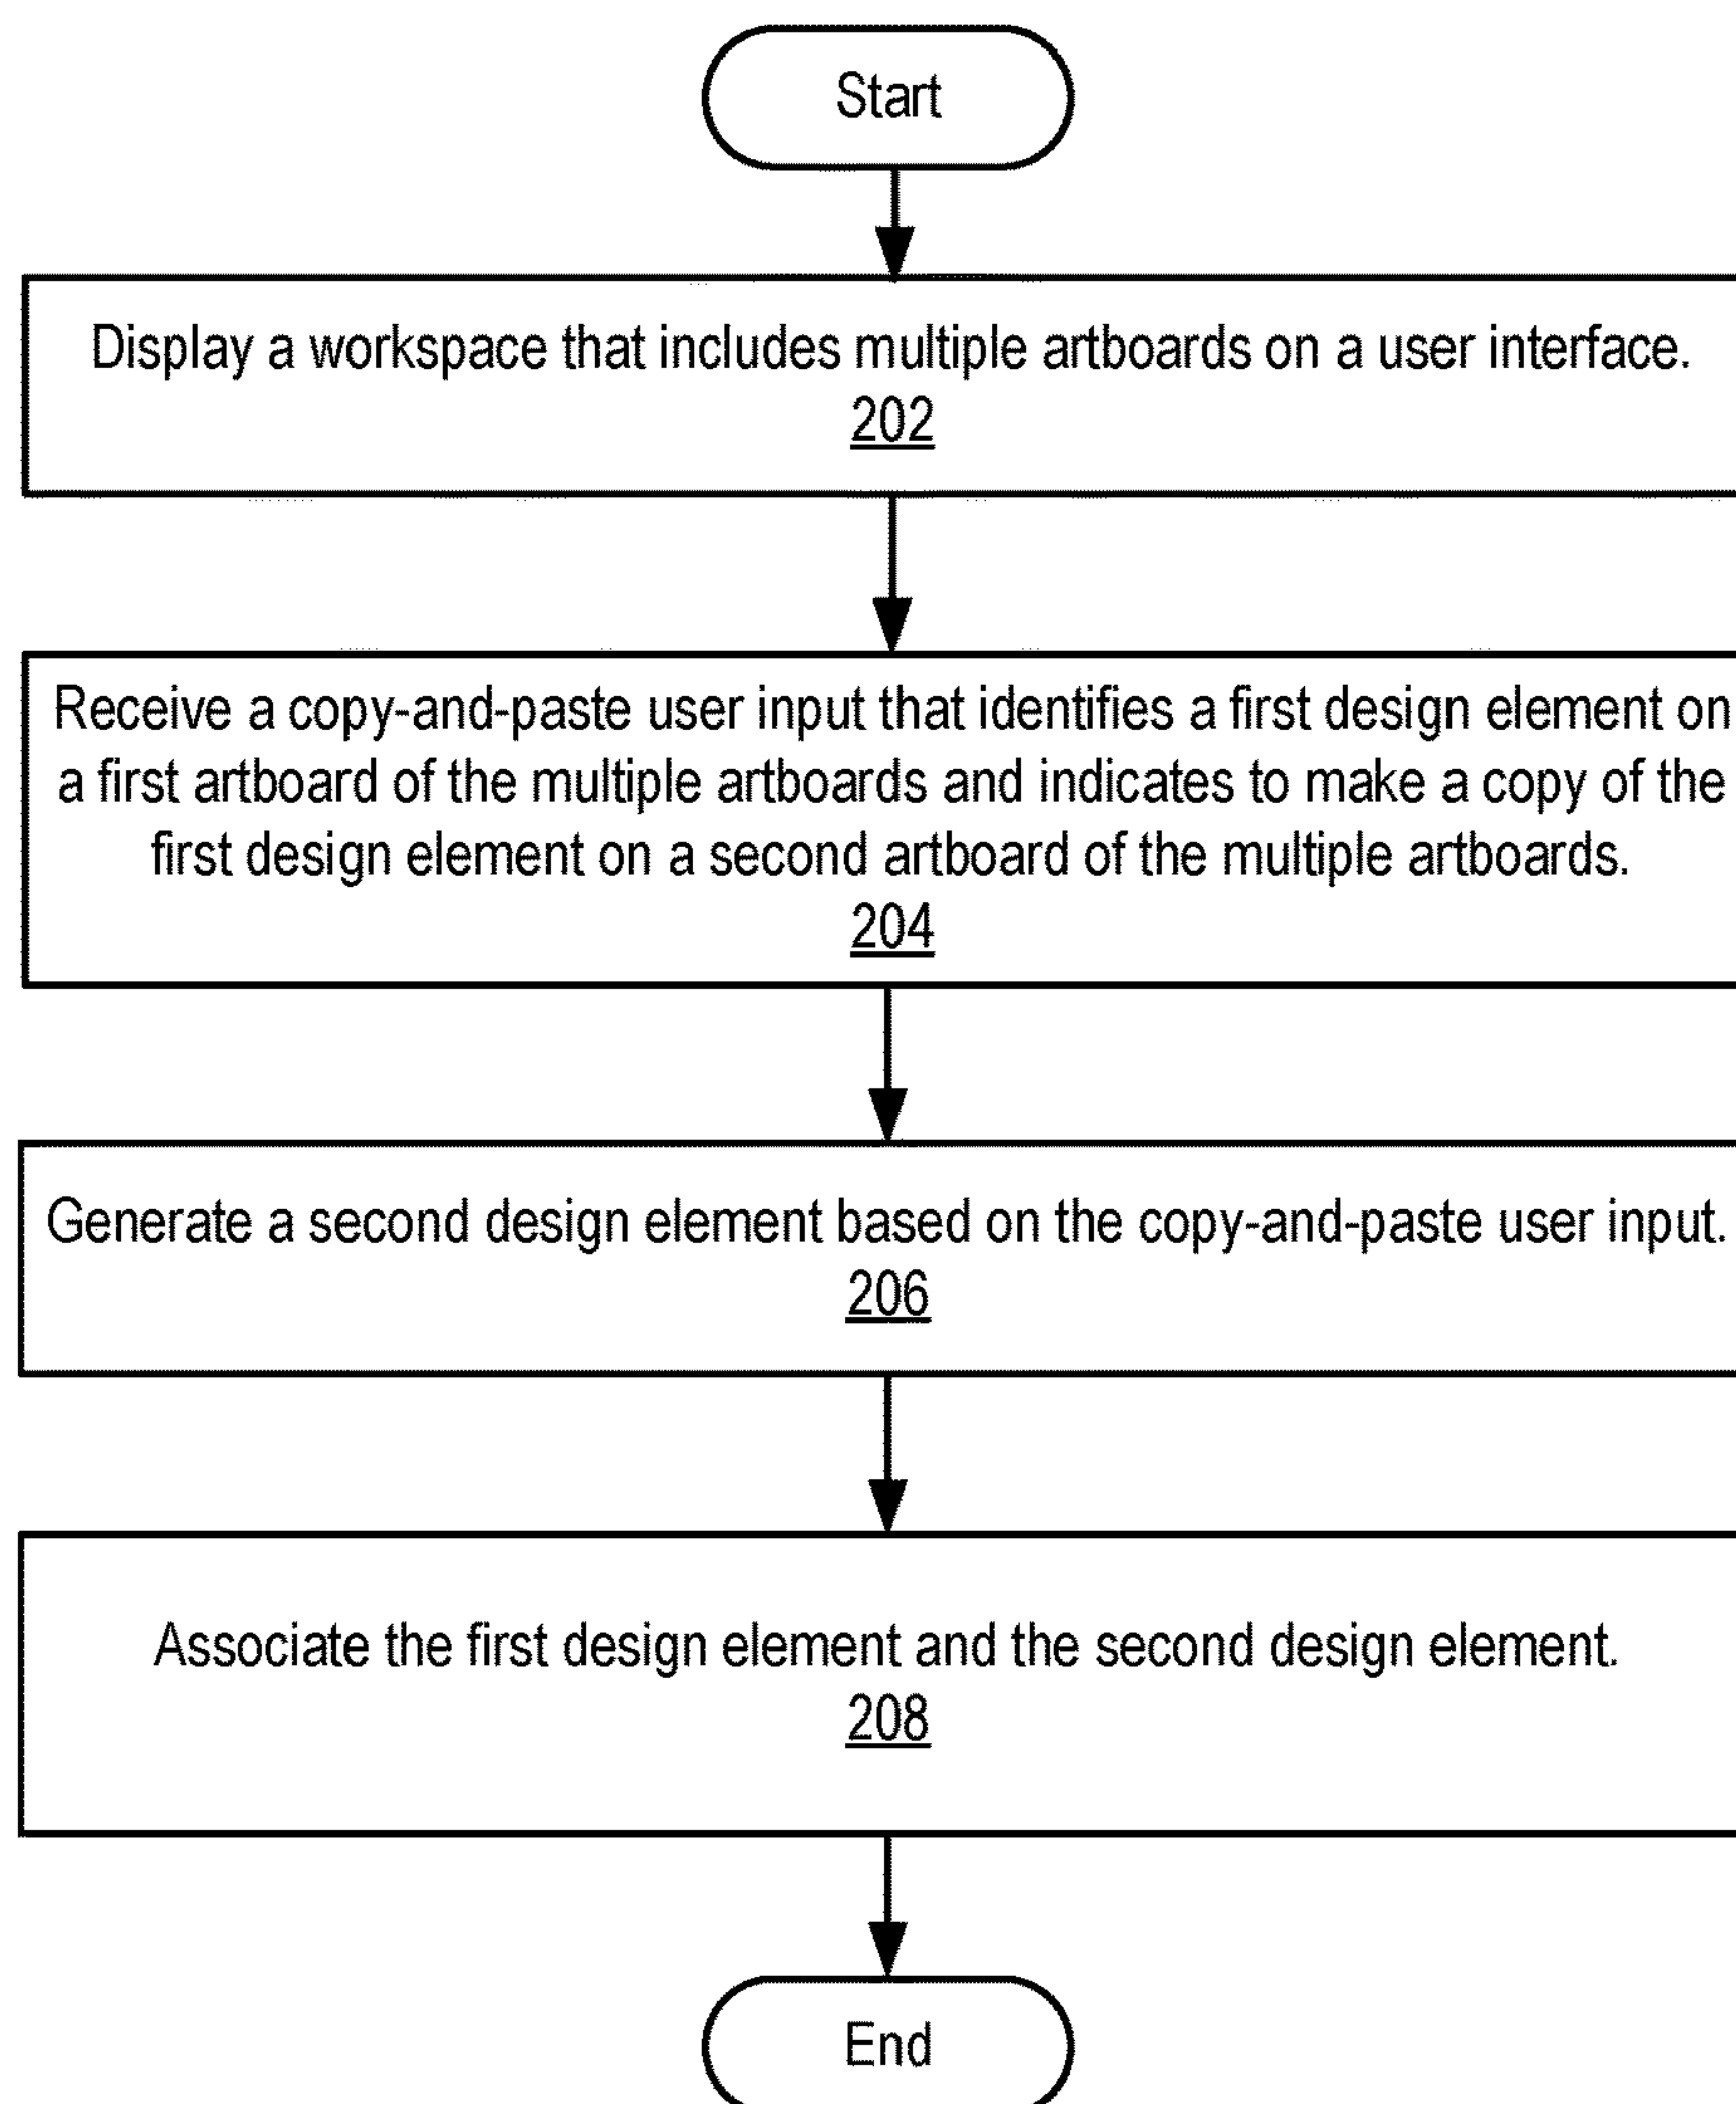 Start
Display a workspace that includes multiple artboards on a user interface.
202
Receive a copy-and-paste user input that identifies a first design element on
a first artboard of the multiple artboards and indicates to make a copy of the
first design element on a second artboard of the multiple artboards.
204
Generate a second design element based on the copy-and-paste user input.
206
Associate the first design element and the second design element.
208
End